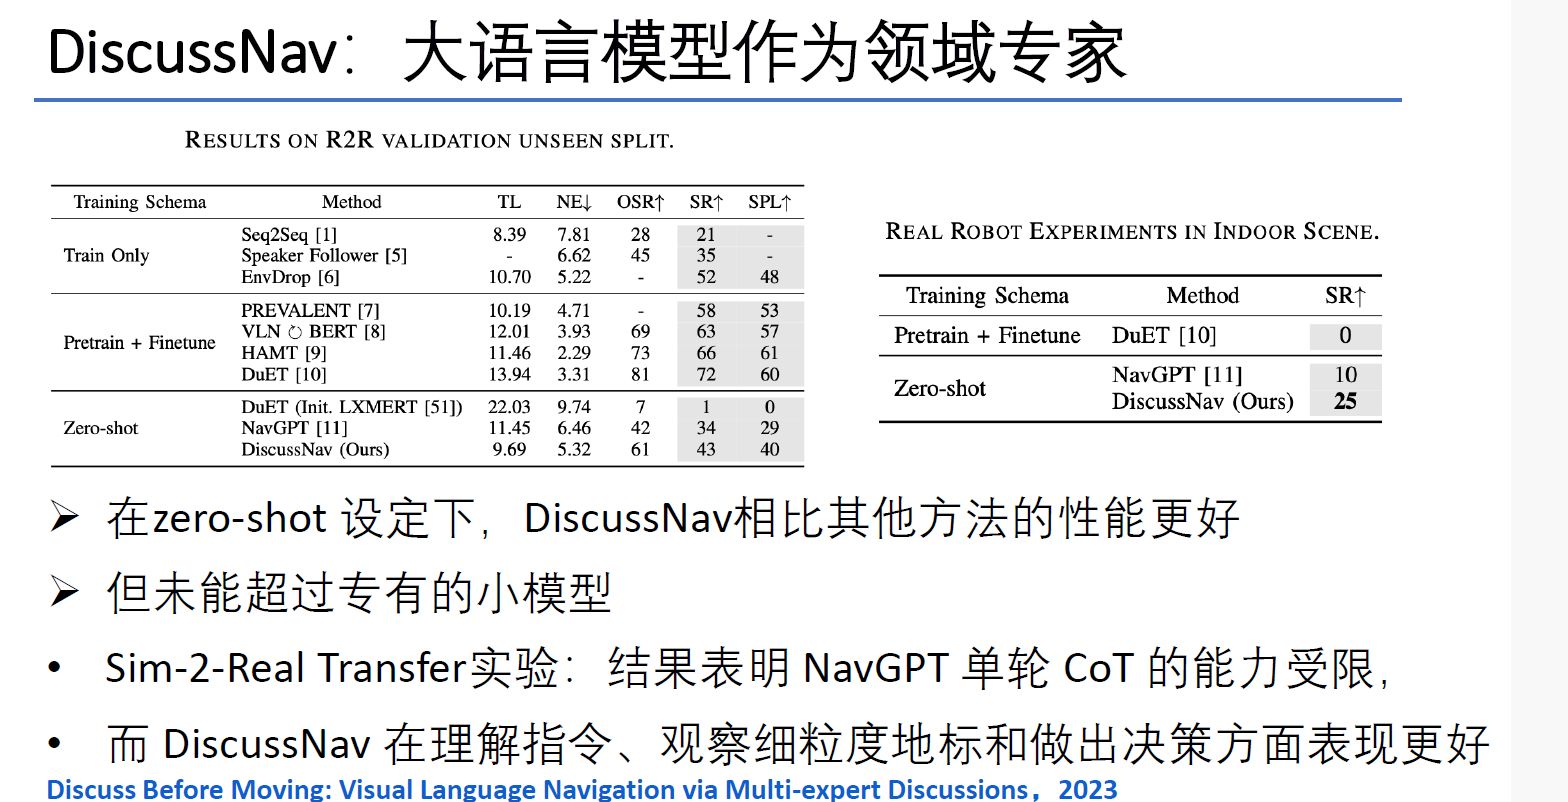 DiscussNav：大语言模型作为领域专家
RESULTS ON R2R VALIDATION UNSEEN SPLIT.
Training Schema Method TL NE↓ OSR↑ SR↑ SPL↑
Train Only
Seq2Seq [1] 8.39 7.81 28 21 -
Speaker Follower [5] - 6.62 45 35 -
EnvDrop [6] 10.70 5.22 - 52 48
Pretrain + Finetune
PREVALENT [7] 10.19 4.71 - 58 53
VLN ↻ BERT [8] 12.01 3.93 69 63 57
HAMT [9] 11.46 2.29 73 66 61
DuET [10] 13.94 3.31 81 72 60
Zero-shot
DuET (Init. LXMERT [51]) 22.03 9.74 7 1 0
NavGPT [11] 11.45 6.46 42 34 29
DiscussNav (Ours) 9.69 5.32 61 43 40
REAL ROBOT EXPERIMENTS IN INDOOR SCENE.
Training Schema Method SR↑
Pretrain + Finetune DuET [10] 0
Zero-shot
NavGPT [11] 10
DiscussNav (Ours) 25
➢ 在zero-shot 设定下，DiscussNav相比其他方法的性能更好
➢ 但未能超过专有的小模型
• Sim-2-Real Transfer实验：结果表明 NavGPT 单轮 CoT 的能力受限，
• 而 DiscussNav 在理解指令、观察细粒度地标和做出决策方面表现更好
Discuss Before Moving: Visual Language Navigation via Multi-expert Discussions，2023